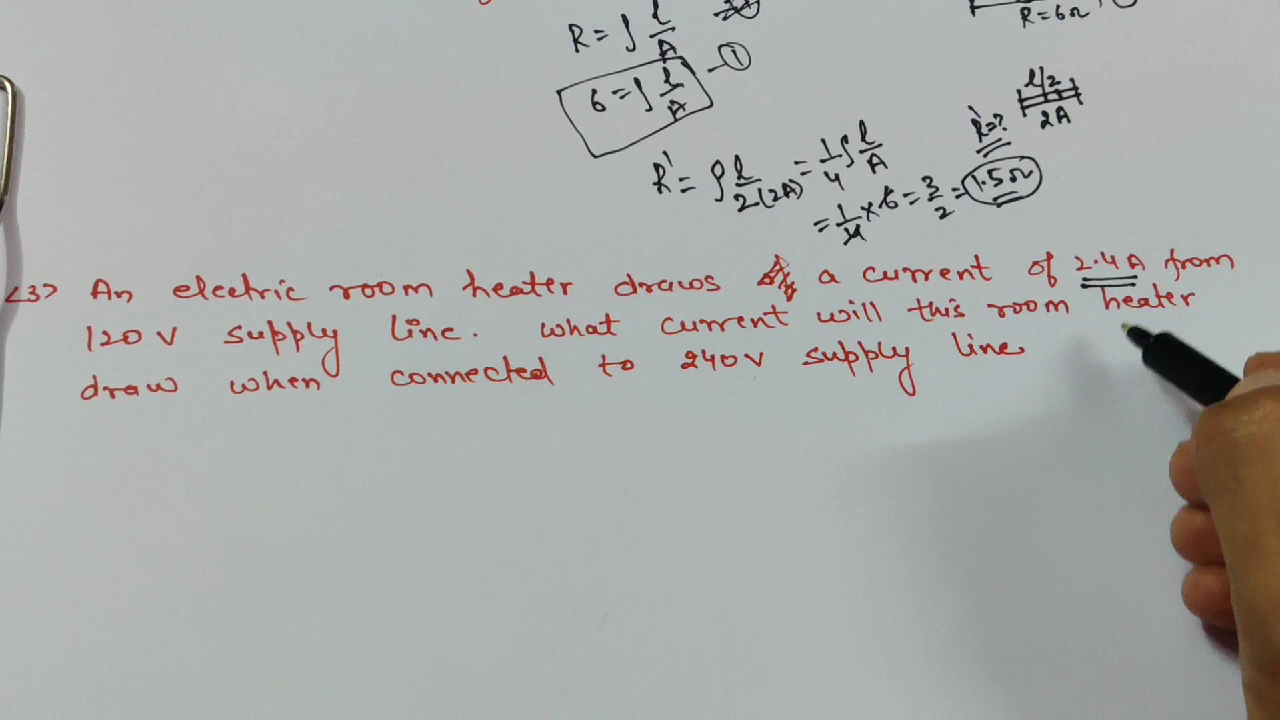 R = ρ l/A
R=6Ω
6 = ρ l/A -①
l/2
2A
R'=?
R' = ρ l/2(2A) = 1/4 ρ l/A
= 1/4 × 6 = 3/2 = 1.5Ω
<3> An electric room heater draws a current of 2.4A from
120V supply line. what current will this room heater
draw when connected to 240V supply line